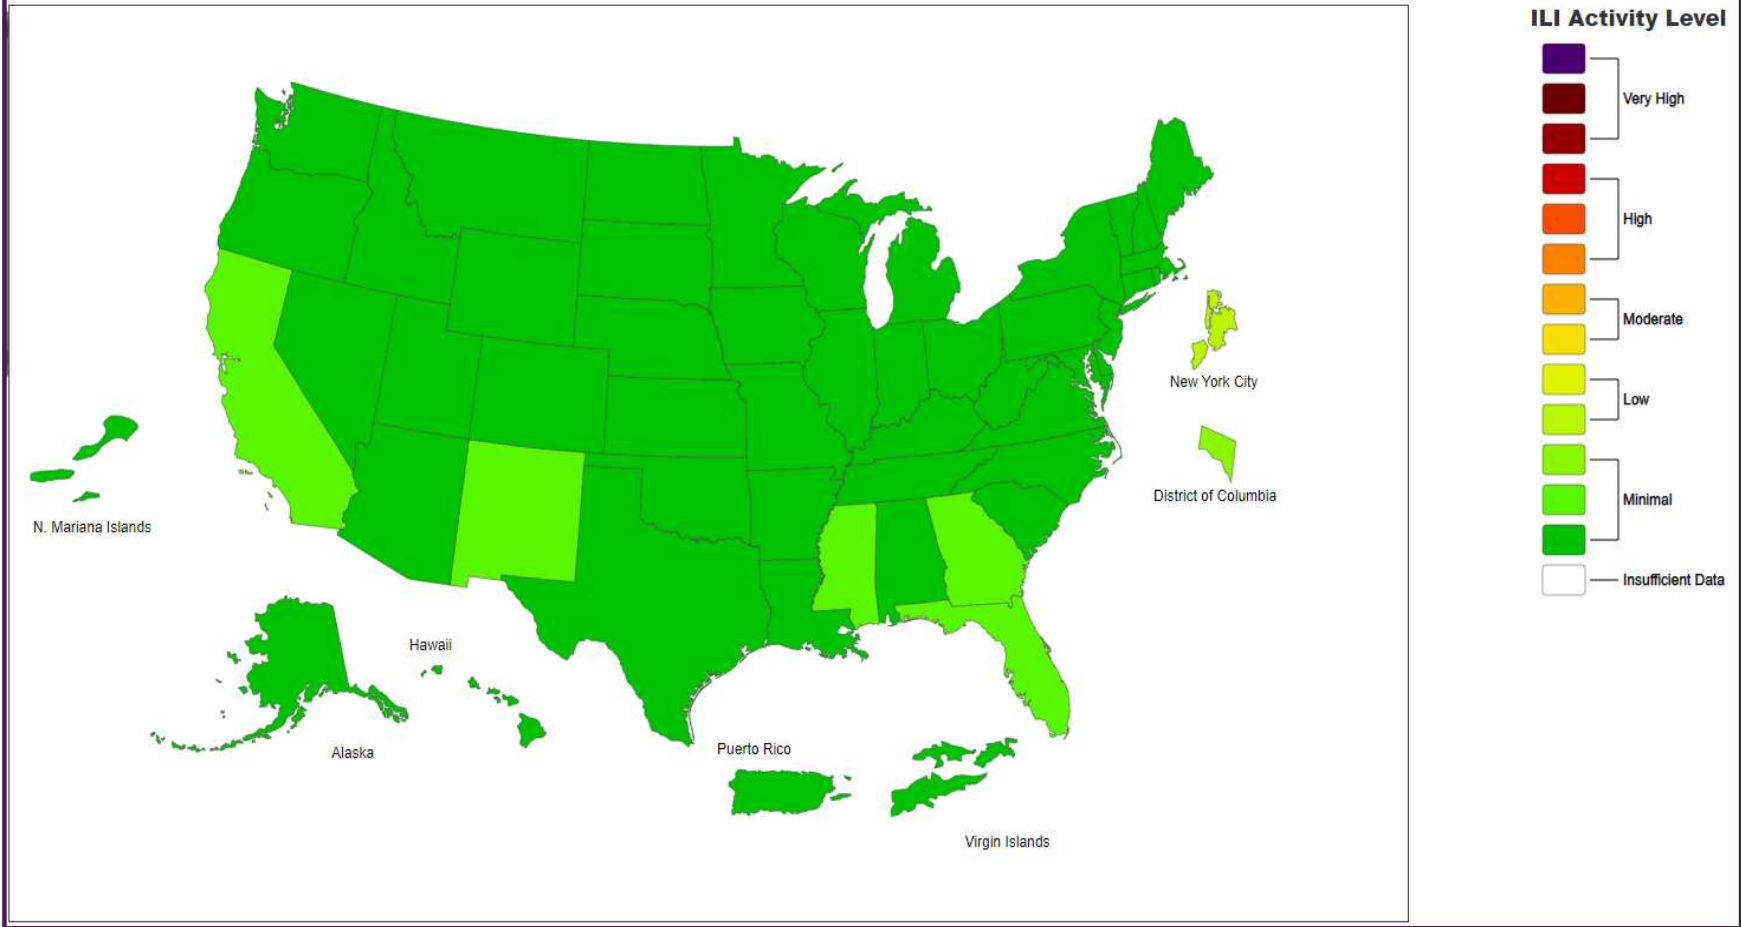 ILI Activity Level
Very High
High
Moderate
Low
Minimal
Insufficient Data
New York City
District of Columbia
N. Mariana Islands
Hawaii
Alaska
Puerto Rico
Virgin Islands